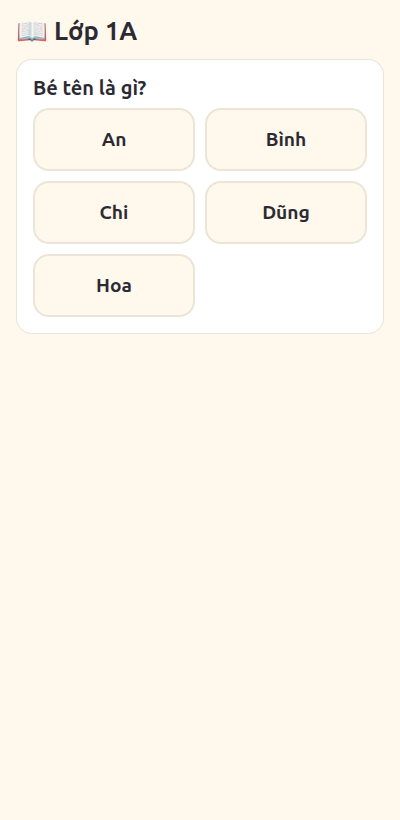 📖 Lớp 1A
Bé tên là gì?
An
Bình
Chi
Dũng
Hoa